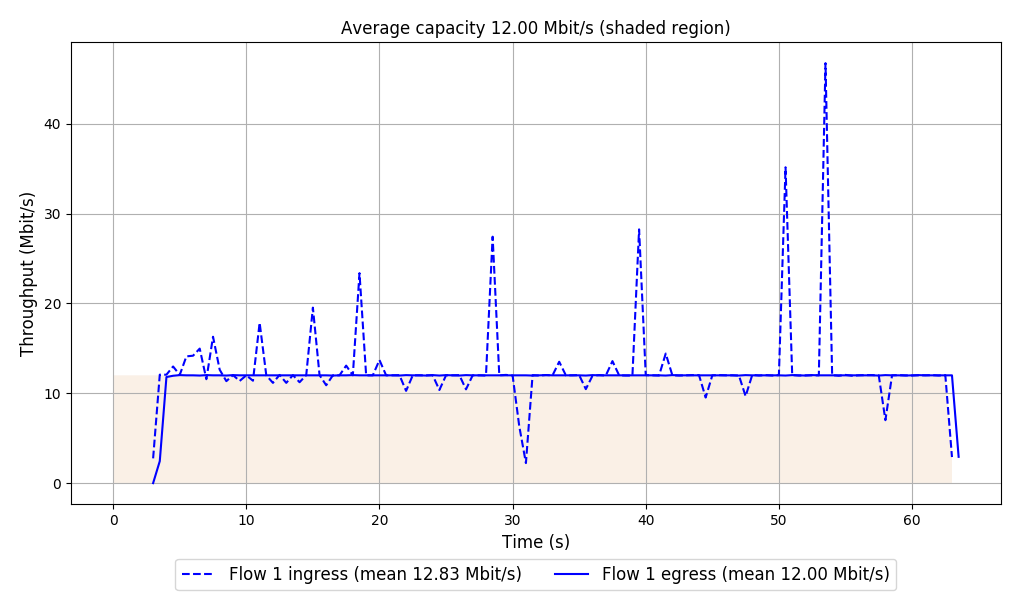 Average capacity 12.00 Mbit/s (shaded region)
Throughput (Mbit/s)
40
30
20
10
0
0 10 20 30 40 50 60
Time (s)
Flow 1 ingress (mean 12.83 Mbit/s) Flow 1 egress (mean 12.00 Mbit/s)